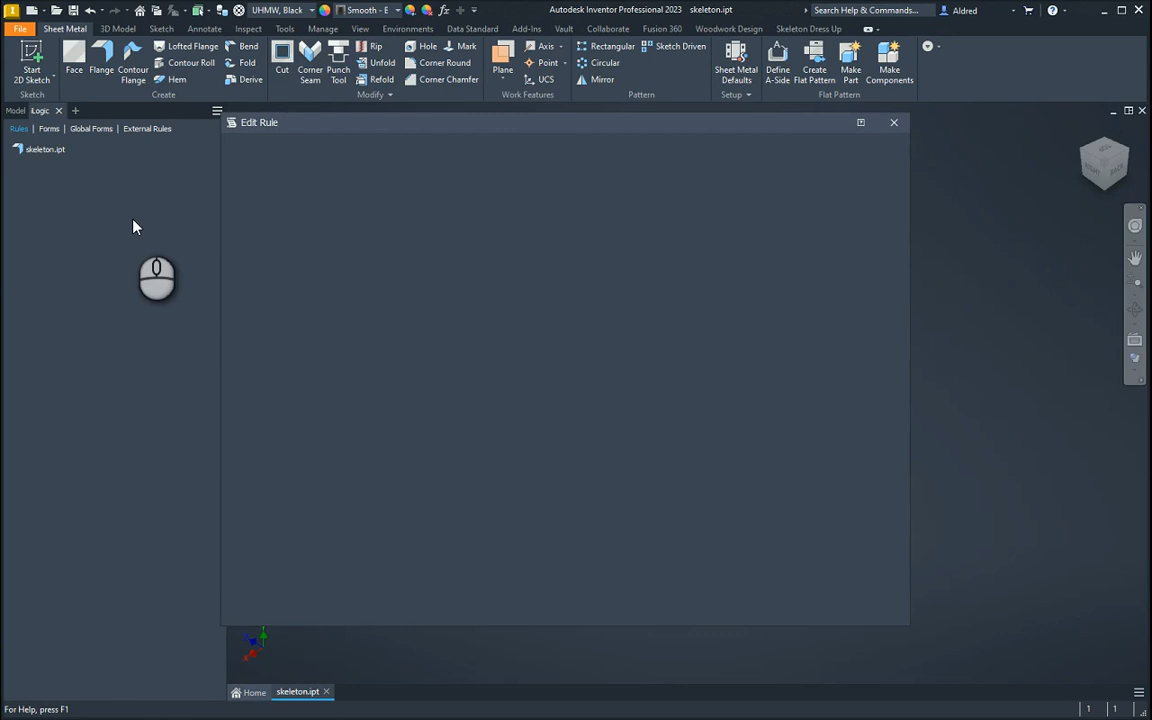 UHMW, Black
Smooth - E
Autodesk Inventor Professional 2023 skeleton.ipt
Search Help & Commands...
Aldred
File Sheet Metal 3D Model Sketch Annotate Inspect Tools Manage View Environments Data Standard Add-Ins Vault Collaborate Fusion 360 Woodwork Design Skeleton Dress Up
Start 2D Sketch
Face
Flange
Contour Flange
Lofted Flange
Contour Roll
Hem
Bend
Fold
Derive
Cut
Corner Seam
Punch Tool
Rip
Unfold
Refold
Hole
Mark
Corner Round
Corner Chamfer
Plane
Axis
Point
UCS
Rectangular
Sketch Driven
Circular
Mirror
Sheet Metal Defaults
Define A-Side
Create Flat Pattern
Make Part
Make Components
Sketch Create Modify Work Features Pattern Setup Flat Pattern
Model iLogic
Rules | Forms | Global Forms | External Rules
skeleton.ipt
Edit Rule
RIGHT
BACK
X
Home skeleton.ipt
For Help, press F1
1 1